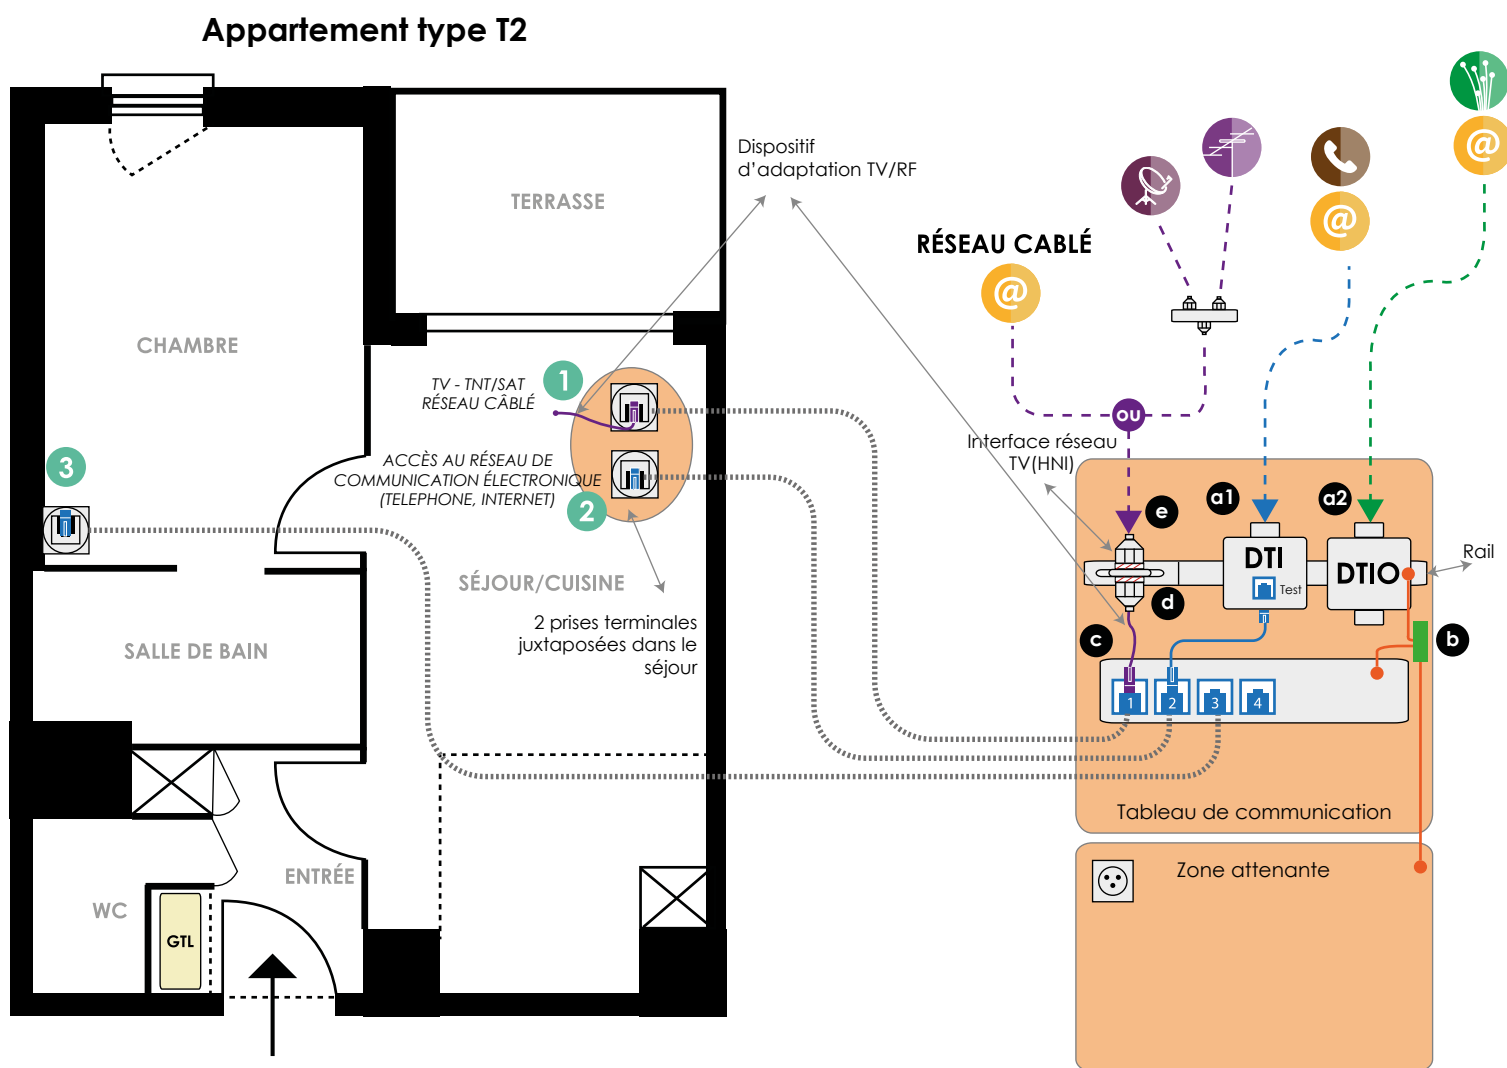 Appartement type T2
Dispositif
d'adaptation TV/RF
TERRASSE
RÉSEAU CABLÉ
@
@
@
CHAMBRE
TV - TNT/SAT
RÉSEAU CÂBLÉ
1
ou
Interface réseau
TV(HNI)
ACCÈS AU RÉSEAU DE
COMMUNICATION ÉLECTRONIQUE
(TELEPHONE, INTERNET)
2
3
e
a1
a2
DTI
Test
DTIO
Rail
d
c
b
SÉJOUR/CUISINE
2 prises terminales
juxtaposées dans le
séjour
SALLE DE BAIN
1
2
3
4
Tableau de communication
Zone attenante
ENTRÉE
WC
GTL